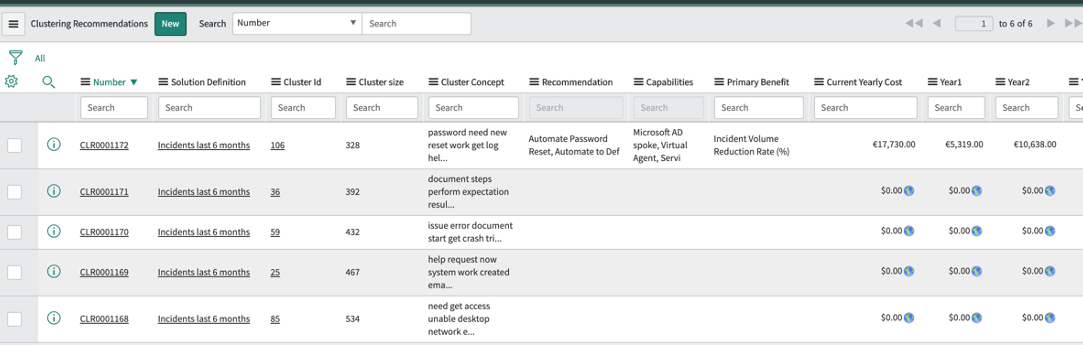 Clustering Recommendations New Search Number Search 1 to 6 of 6
All
Number Solution Definition Cluster Id Cluster size Cluster Concept Recommendation Capabilities Primary Benefit Current Yearly Cost Year1 Year2
Search Search Search Search Search Search Search Search Search Search Search
CLR0001172 Incidents last 6 months 106 328 password need new
reset work get log
hel... Automate Password
Reset, Automate to Def Microsoft AD
spoke, Virtual
Agent, Servi Incident Volume
Reduction Rate (%) €17,730.00 €5,319.00 €10,638.00
CLR0001171 Incidents last 6 months 36 392 document steps
perform expectation
resul... $0.00 $0.00 $0.00
CLR0001170 Incidents last 6 months 59 432 issue error document
start get crash tri... $0.00 $0.00 $0.00
CLR0001169 Incidents last 6 months 25 467 help request now
system work created
ema... $0.00 $0.00 $0.00
CLR0001168 Incidents last 6 months 85 534 need get access
unable desktop
network e... $0.00 $0.00 $0.00